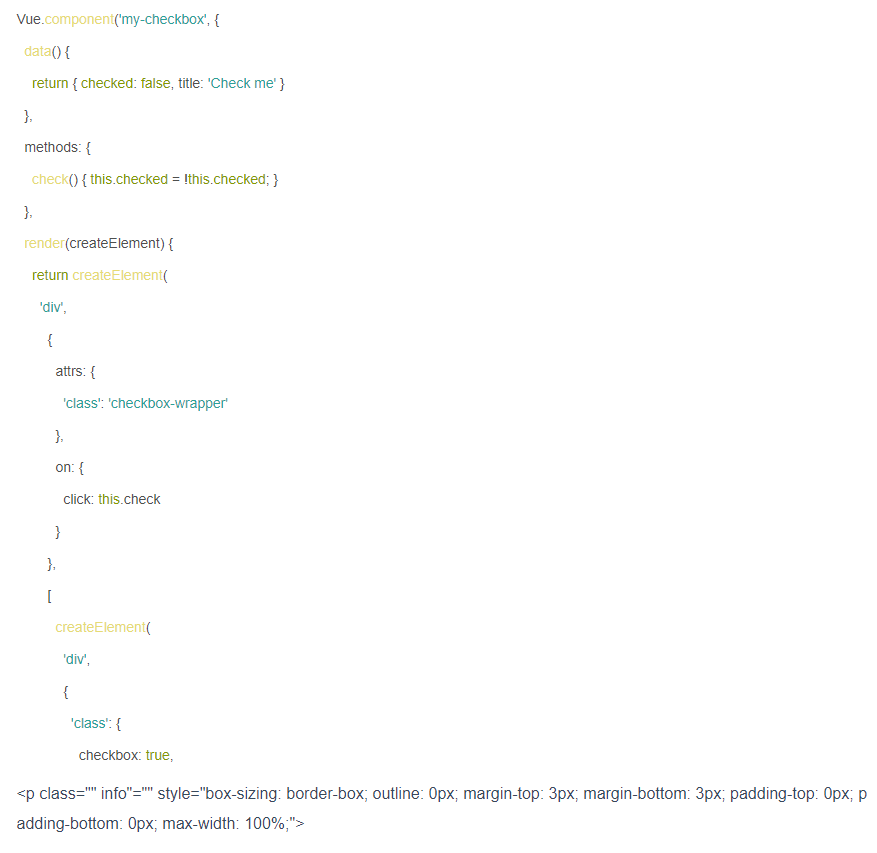 Vue.component('my-checkbox', {
data() {
return { checked: false, title: 'Check me' }
},
methods: {
check() { this.checked = !this.checked; }
},
render(createElement) {
return createElement(
'div',
{
attrs: {
'class': 'checkbox-wrapper'
},
on: {
click: this.check
}
},
[
createElement(
'div',
{
'class': {
checkbox: true,
<p class="" info"="" style="box-sizing: border-box; outline: 0px; margin-top: 3px; margin-bottom: 3px; padding-top: 0px; p
adding-bottom: 0px; max-width: 100%;">